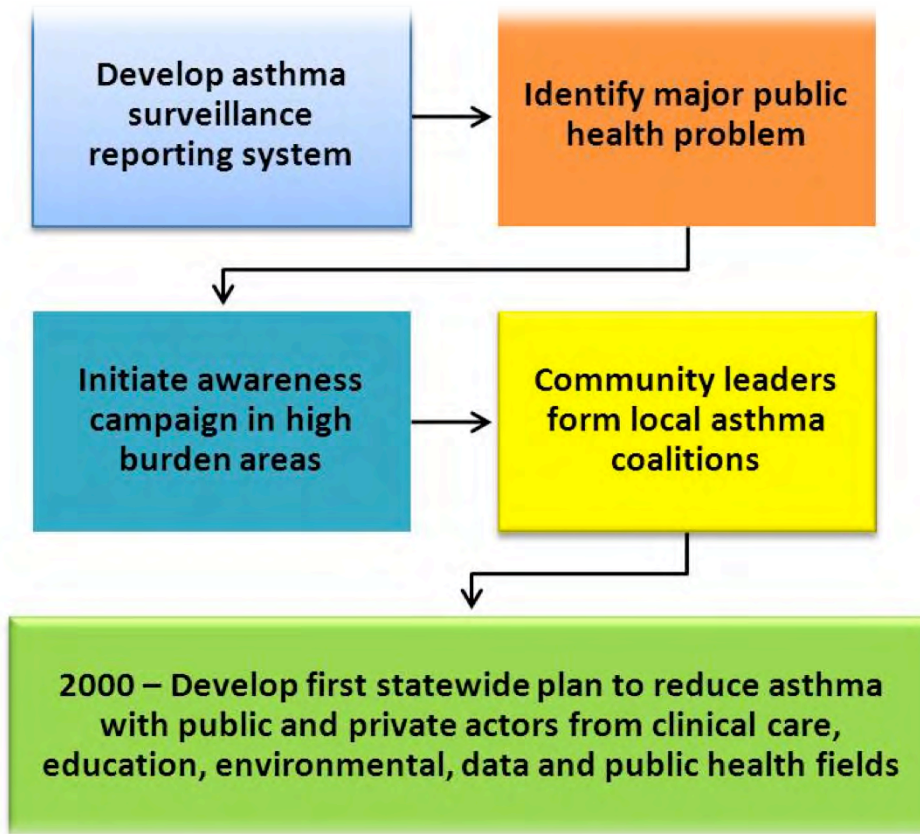 Develop asthma
surveillance
reporting system
Identify major public
health problem
Initiate awareness
campaign in high
burden areas
Community leaders
form local asthma
coalitions
2000 – Develop first statewide plan to reduce asthma
with public and private actors from clinical care,
education, environmental, data and public health fields